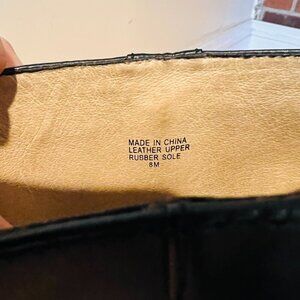 MADE IN CHINA
LEATHER UPPER
RUBBER SOLE
8M